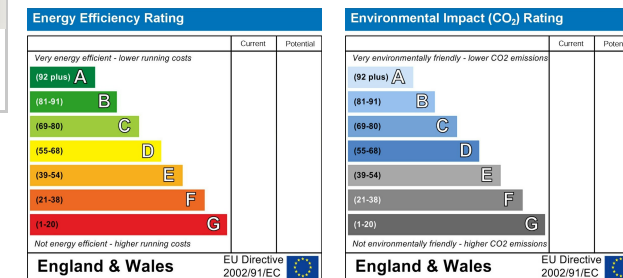 Energy Efficiency Rating
Current Potential
Very energy efficient - lower running costs
(92 plus) A
(81-91) B
(69-80) C
(55-68) D
(39-54) E
(21-38) F
(1-20) G
Not energy efficient - higher running costs
England & Wales
EU Directive
2002/91/EC
Environmental Impact (CO₂) Rating
Current Poten
Very environmentally friendly - lower CO2 emissions
(92 plus) A
(81-91) B
(69-80) C
(55-68) D
(39-54) E
(21-38) F
(1-20) G
Not environmentally friendly - higher CO2 emissions
England & Wales
EU Directive
2002/91/EC